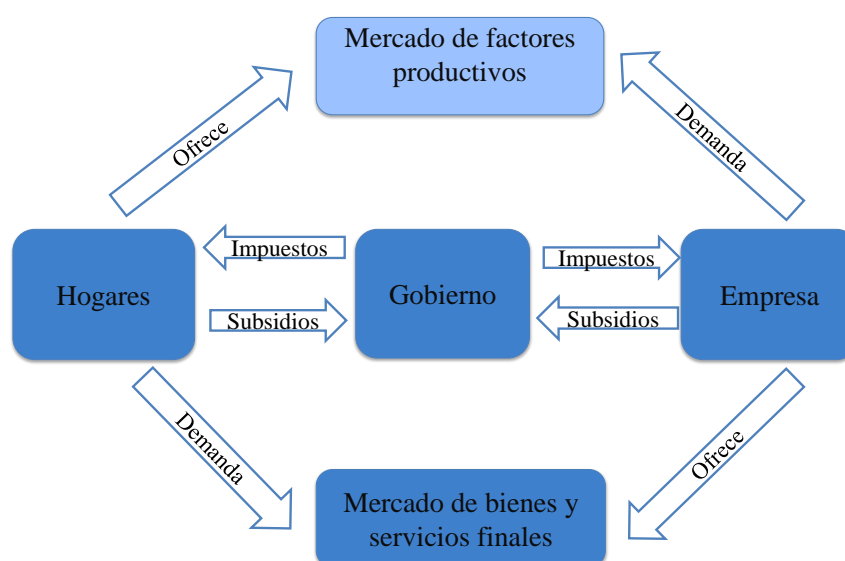 Mercado de factores
productivos
Ofrece
Demanda
Impuestos
Impuestos
Hogares
Gobierno
Empresa
Subsidios
Subsidios
Demanda
Ofrece
Mercado de bienes y
servicios finales